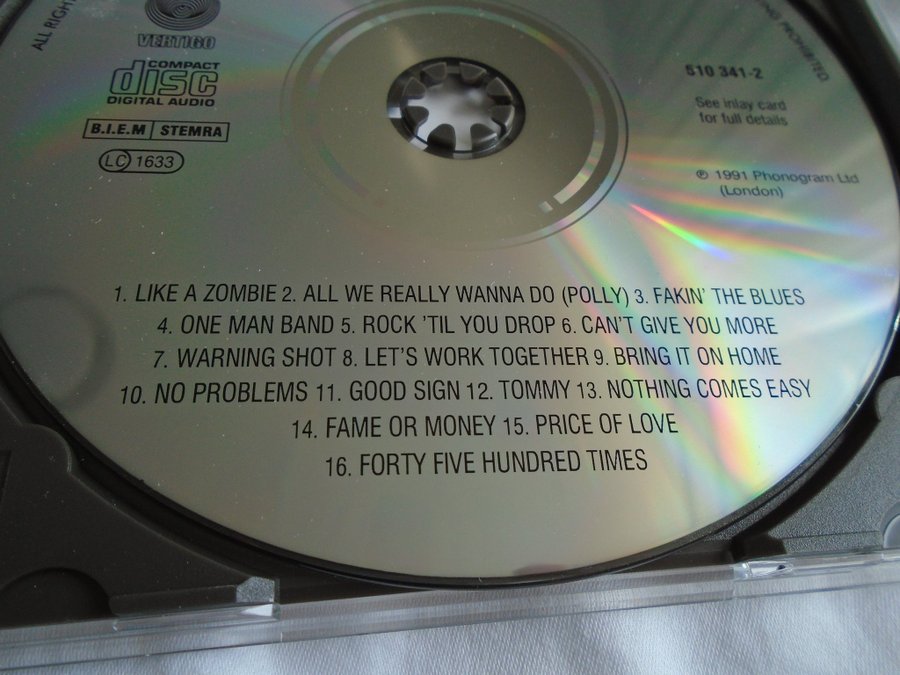 ALL RIGHT
VERTIGO
COMPACT
disc
DIGITAL AUDIO
B.I.E.M STEMRA
LC 1633
510 341-2
See inlay card
for full details
℗ 1991 Phonogram Ltd
(London)
1. LIKE A ZOMBIE 2. ALL WE REALLY WANNA DO (POLLY) 3. FAKIN' THE BLUES
4. ONE MAN BAND 5. ROCK 'TIL YOU DROP 6. CAN'T GIVE YOU MORE
7. WARNING SHOT 8. LET'S WORK TOGETHER 9. BRING IT ON HOME
10. NO PROBLEMS 11. GOOD SIGN 12. TOMMY 13. NOTHING COMES EASY
14. FAME OR MONEY 15. PRICE OF LOVE
16. FORTY FIVE HUNDRED TIMES